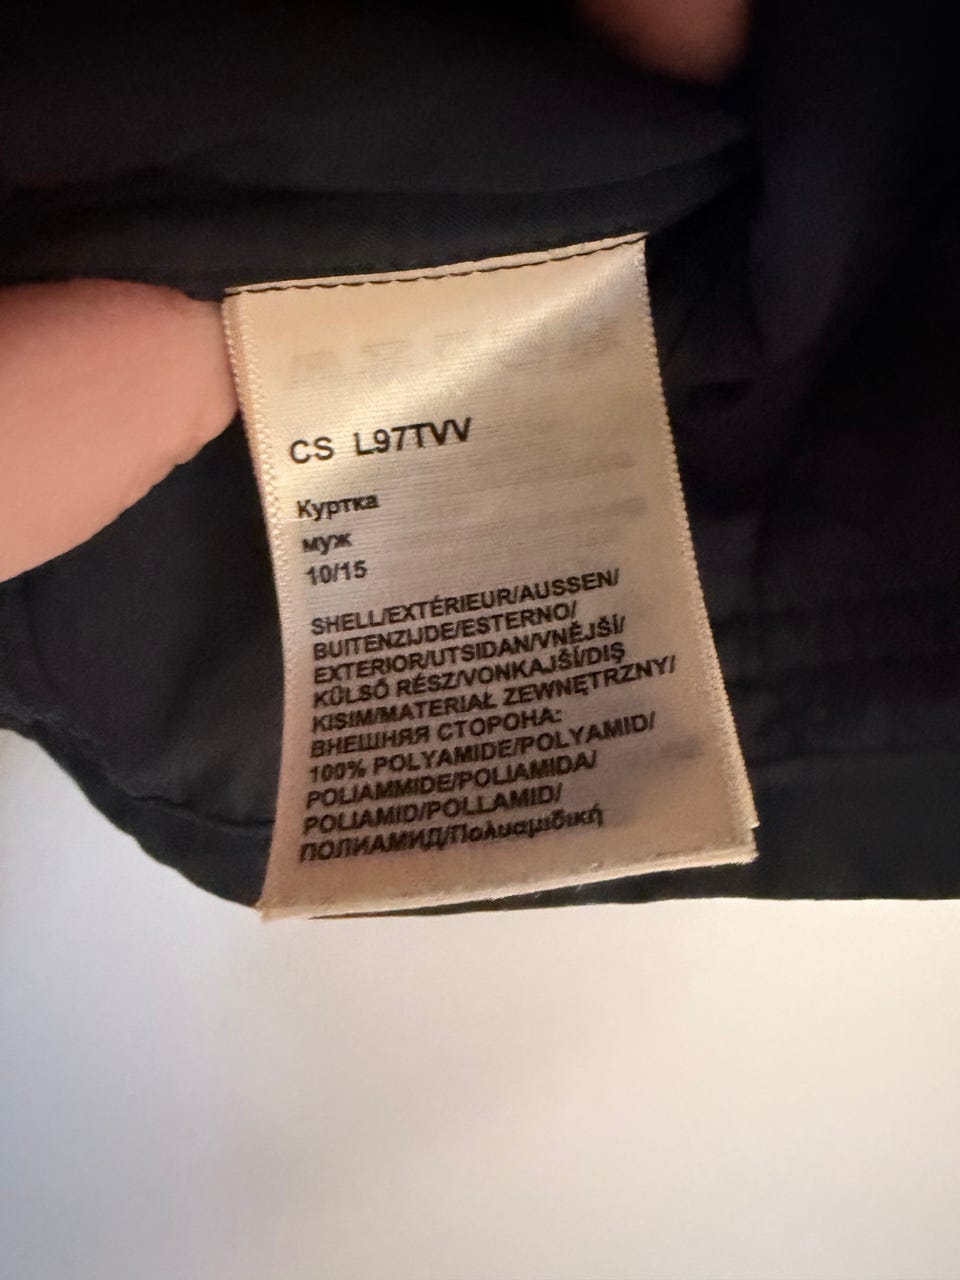 CS L97TVV
Куртка
муж
10/15
SHELL/EXTÉRIEUR/AUSSEN/
BUITENZIJDE/ESTERNO/
EXTERIOR/UTSIDAN/VNĚJŠÍ/
KÜLSŐ RÉSZ/VONKAJŠÍ/DIŞ
KISIM/MATERIAŁ ZEWNĘTRZNY/
ВНЕШНЯЯ СТОРОНА:
100% POLYAMIDE/POLYAMID/
POLIAMMIDE/POLIAMIDA/
POLIAMID/POLLAMID/
ПОЛИАМИД/Πολυαμιδική